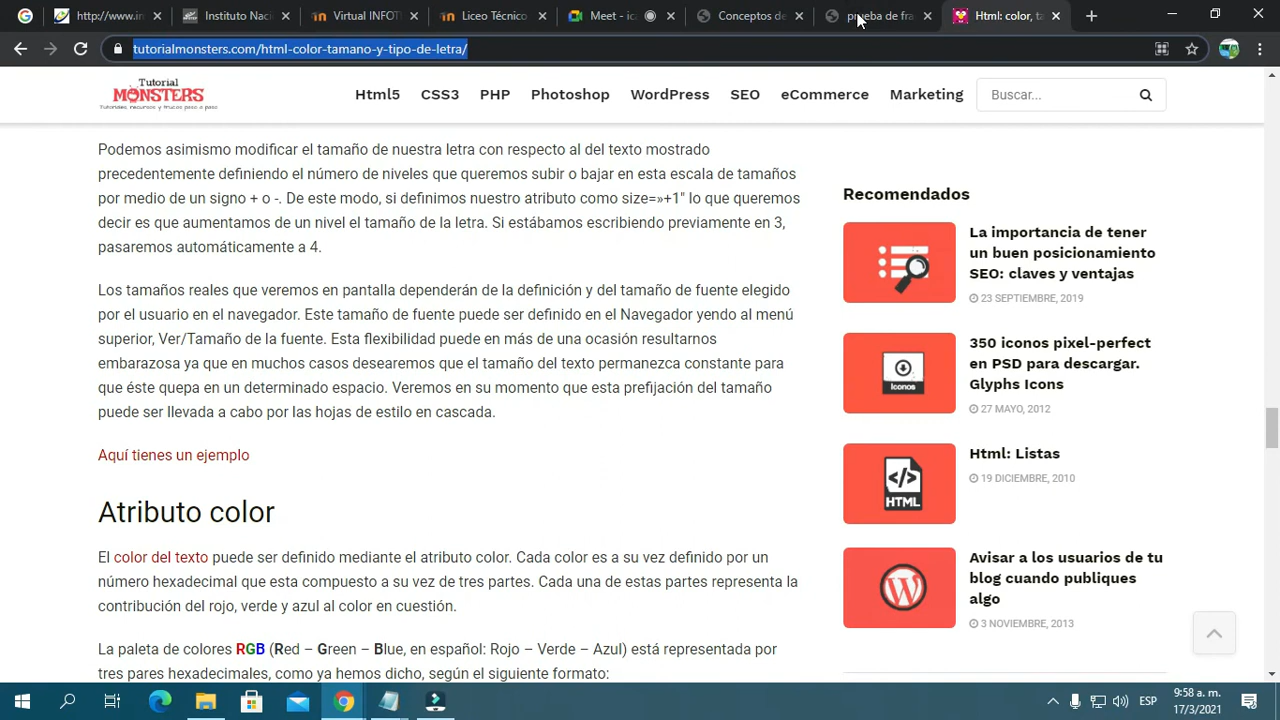 http://www.in
Instituto Naci
Virtual INFOT
Liceo Técnico
Meet - ic
Conceptos de
prueba de fra
Html: color, ta
tutorialmonsters.com/html-color-tamano-y-tipo-de-letra/
Tutorial
MONSTERS
Tutoriales, recursos y trucos paso a paso
Html5
CSS3
PHP
Photoshop
WordPress
SEO
eCommerce
Marketing
Buscar...
Podemos asimismo modificar el tamaño de nuestra letra con respecto al del texto mostrado
precedentemente definiendo el número de niveles que queremos subir o bajar en esta escala de tamaños
por medio de un signo + o -. De este modo, si definimos nuestro atributo como size=»+1″ lo que queremos
decir es que aumentamos de un nivel el tamaño de la letra. Si estábamos escribiendo previamente en 3,
pasaremos automáticamente a 4.
Los tamaños reales que veremos en pantalla dependerán de la definición y del tamaño de fuente elegido
por el usuario en el navegador. Este tamaño de fuente puede ser definido en el Navegador yendo al menú
superior, Ver/Tamaño de la fuente. Esta flexibilidad puede en más de una ocasión resultarnos
embarazosa ya que en muchos casos desearemos que el tamaño del texto permanezca constante para
que éste quepa en un determinado espacio. Veremos en su momento que esta prefijación del tamaño
puede ser llevada a cabo por las hojas de estilo en cascada.
Aquí tienes un ejemplo
Atributo color
El color del texto puede ser definido mediante el atributo color. Cada color es a su vez definido por un
número hexadecimal que esta compuesto a su vez de tres partes. Cada una de estas partes representa la
contribución del rojo, verde y azul al color en cuestión.
La paleta de colores RGB (Red – Green – Blue, en español: Rojo – Verde – Azul) está representada por
tres pares hexadecimales, como ya hemos dicho, según el siguiente formato:
Recomendados
La importancia de tener
un buen posicionamiento
SEO: claves y ventajas
23 SEPTIEMBRE, 2019
Iconos
350 iconos pixel-perfect
en PSD para descargar.
Glyphs Icons
27 MAYO, 2012
HTML
Html: Listas
19 DICIEMBRE, 2010
Avisar a los usuarios de tu
blog cuando publiques
algo
3 NOVIEMBRE, 2013
ESP
9:58 a. m.
17/3/2021